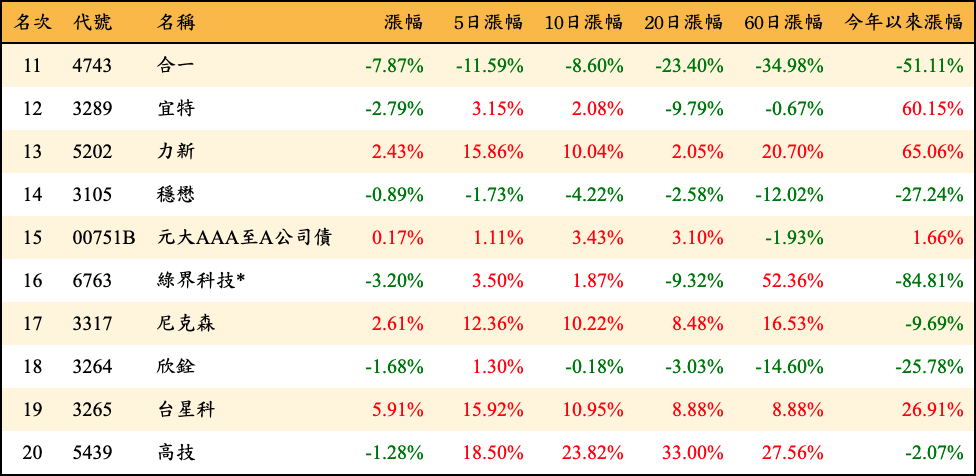 名次 代號 名稱 漲幅 5日漲幅 10日漲幅 20日漲幅 60日漲幅 今年以來漲幅
11 4743 合一 -7.87% -11.59% -8.60% -23.40% -34.98% -51.11%
12 3289 宜特 -2.79% 3.15% 2.08% -9.79% -0.67% 60.15%
13 5202 力新 2.43% 15.86% 10.04% 2.05% 20.70% 65.06%
14 3105 穩懋 -0.89% -1.73% -4.22% -2.58% -12.02% -27.24%
15 00751B 元大AAA至A公司債 0.17% 1.11% 3.43% 3.10% -1.93% 1.66%
16 6763 綠界科技* -3.20% 3.50% 1.87% -9.32% 52.36% -84.81%
17 3317 尼克森 2.61% 12.36% 10.22% 8.48% 16.53% -9.69%
18 3264 欣銓 -1.68% 1.30% -0.18% -3.03% -14.60% -25.78%
19 3265 台星科 5.91% 15.92% 10.95% 8.88% 8.88% 26.91%
20 5439 高技 -1.28% 18.50% 23.82% 33.00% 27.56% -2.07%